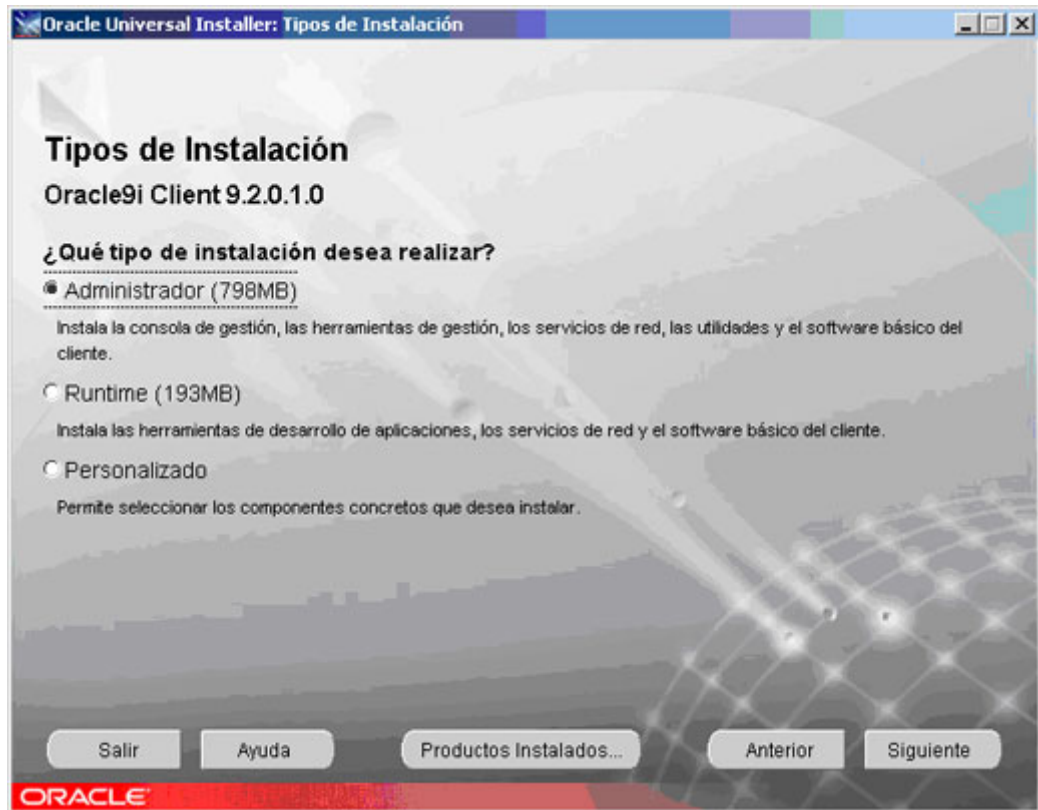 Oracle Universal Installer: Tipos de Instalación
Tipos de Instalación
Oracle9i Client 9.2.0.1.0
¿Qué tipo de instalación desea realizar?
Administrador (798MB)
Instala la consola de gestión, las herramientas de gestión, los servicios de red, las utilidades y el software básico del
cliente.
Runtime (193MB)
Instala las herramientas de desarrollo de aplicaciones, los servicios de red y el software básico del cliente.
Personalizado
Permite seleccionar los componentes concretos que desea instalar.
Salir Ayuda Productos Instalados... Anterior Siguiente
ORACLE